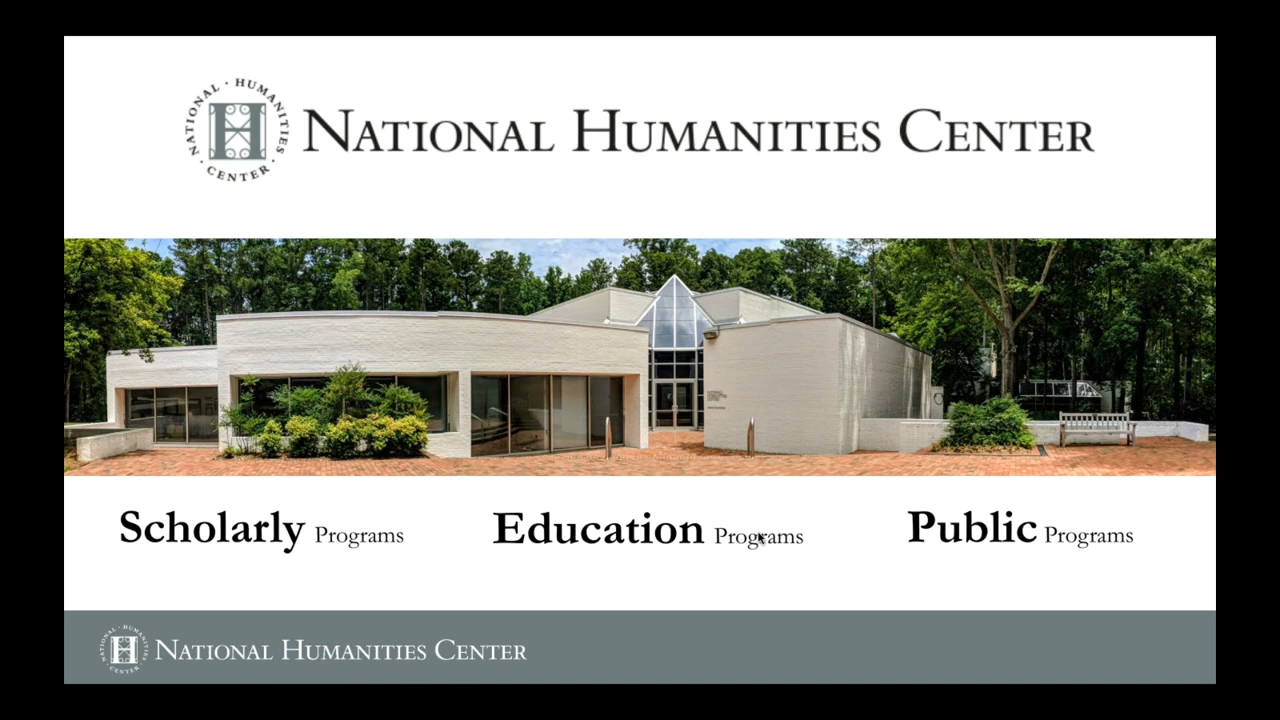 NATIONAL · HUMANITIES · CENTER ·
NATIONAL HUMANITIES CENTER
Scholarly Programs
Education Programs
Public Programs
NATIONAL · HUMANITIES · CENTER ·
NATIONAL HUMANITIES CENTER